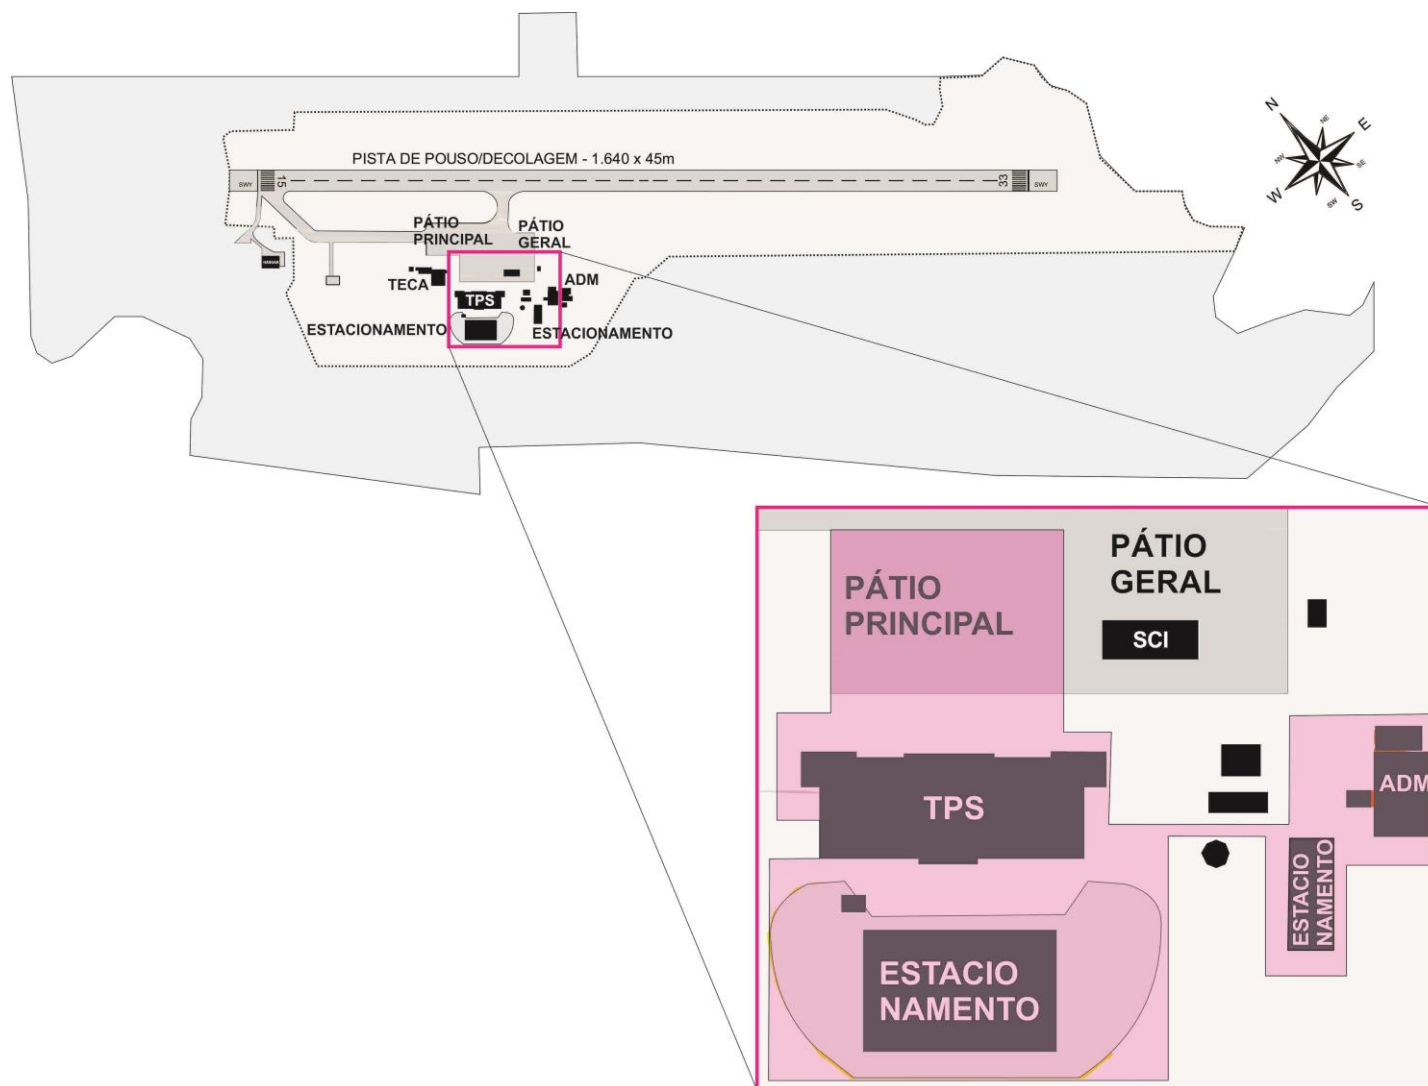 N
NE
E
NW
SE
W
SW
S
PISTA DE POUSO/DECOLAGEM - 1.640 x 45m
SWY
15
33
SWY
PÁTIO
PRINCIPAL
PÁTIO
GERAL
HANGAR
TECA
ADM
TPS
ESTACIONAMENTO
ESTACIONAMENTO
PÁTIO
PRINCIPAL
PÁTIO
GERAL
SCI
TPS
ADM
ESTACIO
NAMENTO
ESTACIO
NAMENTO